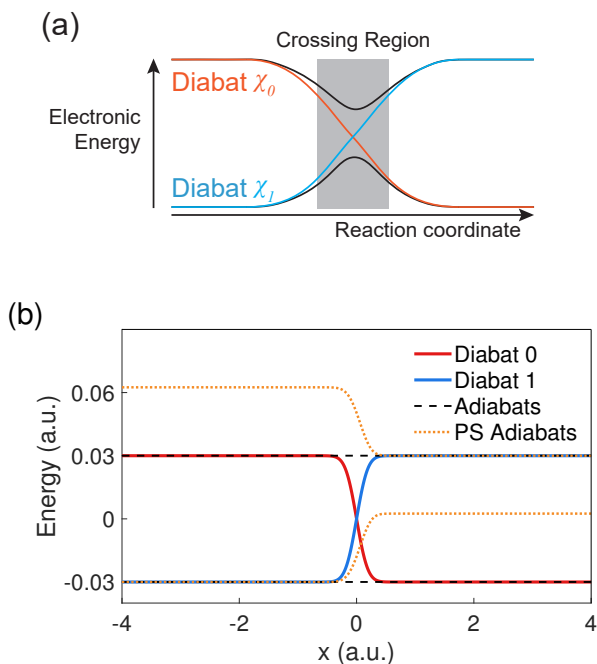 (a)
Crossing Region
Diabat χ₀
Electronic
Energy
Diabat χ₁
Reaction coordinate
(b)
Diabat 0
Diabat 1
Adiabats
PS Adiabats
0.06
0.03
0
-0.03
Energy (a.u.)
-4 -2 0 2 4
x (a.u.)